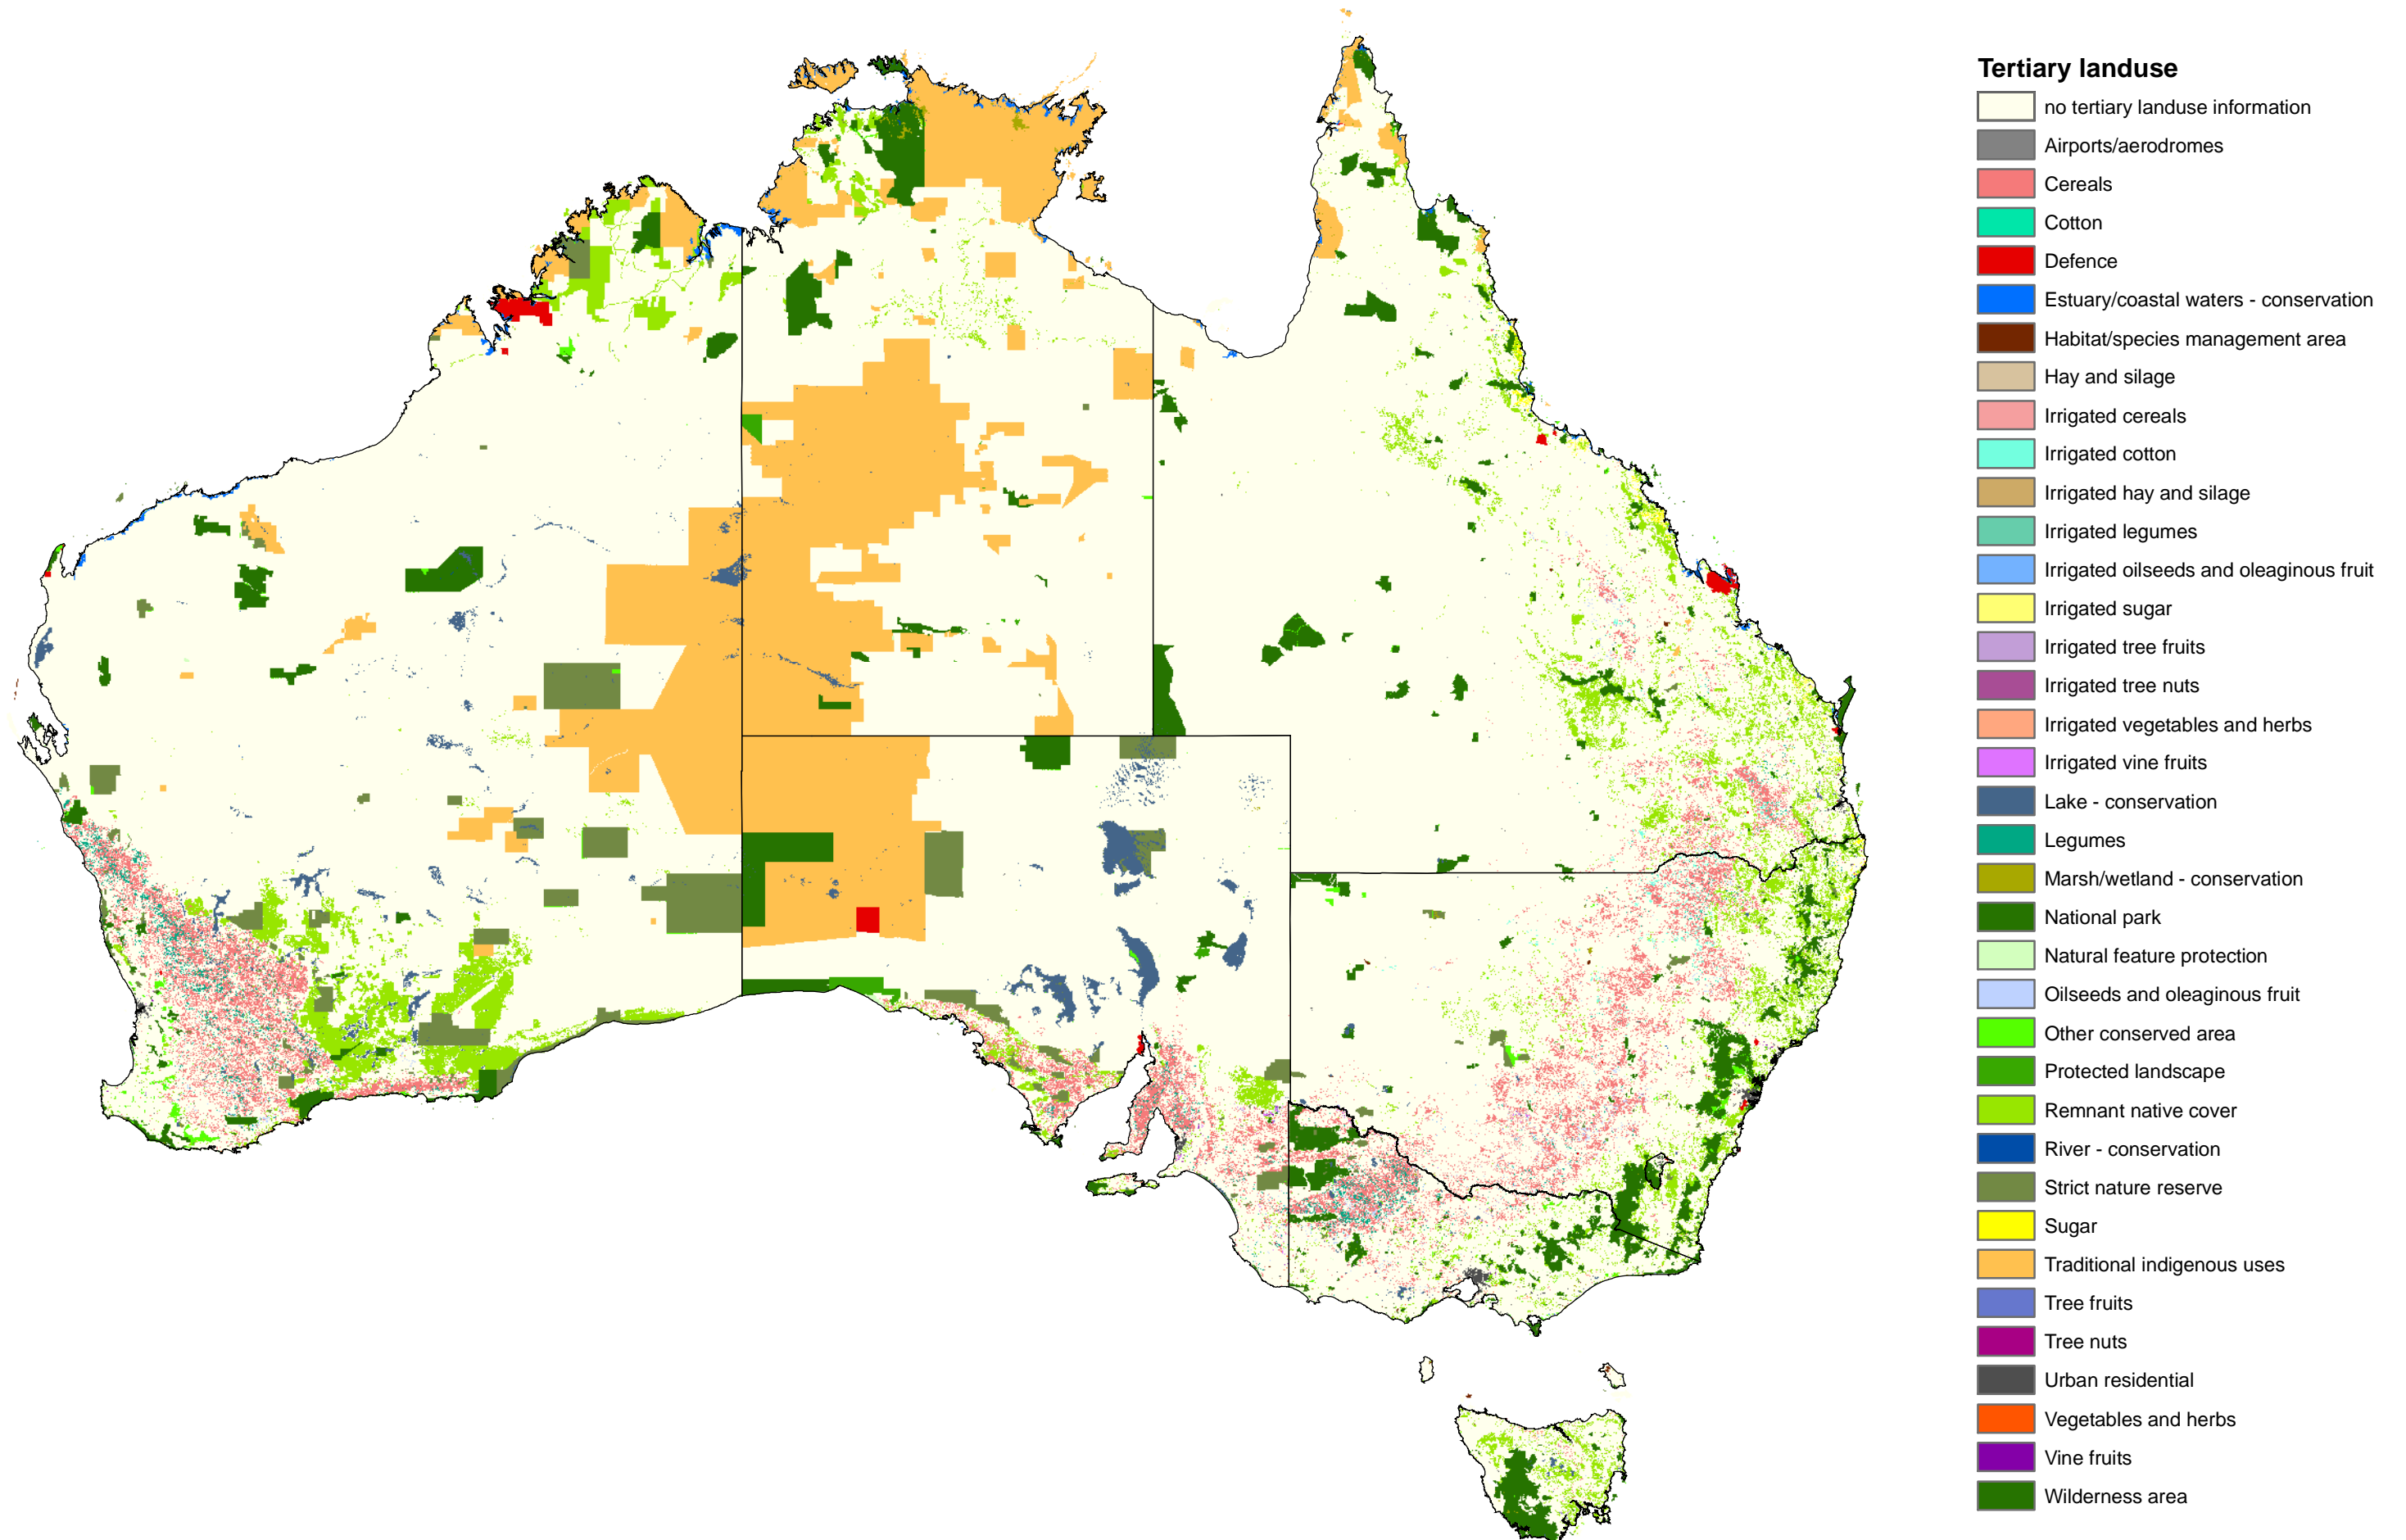 Tertiary landuse
no tertiary landuse information
Airports/aerodromes
Cereals
Cotton
Defence
Estuary/coastal waters - conservation
Habitat/species management area
Hay and silage
Irrigated cereals
Irrigated cotton
Irrigated hay and silage
Irrigated legumes
Irrigated oilseeds and oleaginous fruit
Irrigated sugar
Irrigated tree fruits
Irrigated tree nuts
Irrigated vegetables and herbs
Irrigated vine fruits
Lake - conservation
Legumes
Marsh/wetland - conservation
National park
Natural feature protection
Oilseeds and oleaginous fruit
Other conserved area
Protected landscape
Remnant native cover
River - conservation
Strict nature reserve
Sugar
Traditional indigenous uses
Tree fruits
Tree nuts
Urban residential
Vegetables and herbs
Vine fruits
Wilderness area